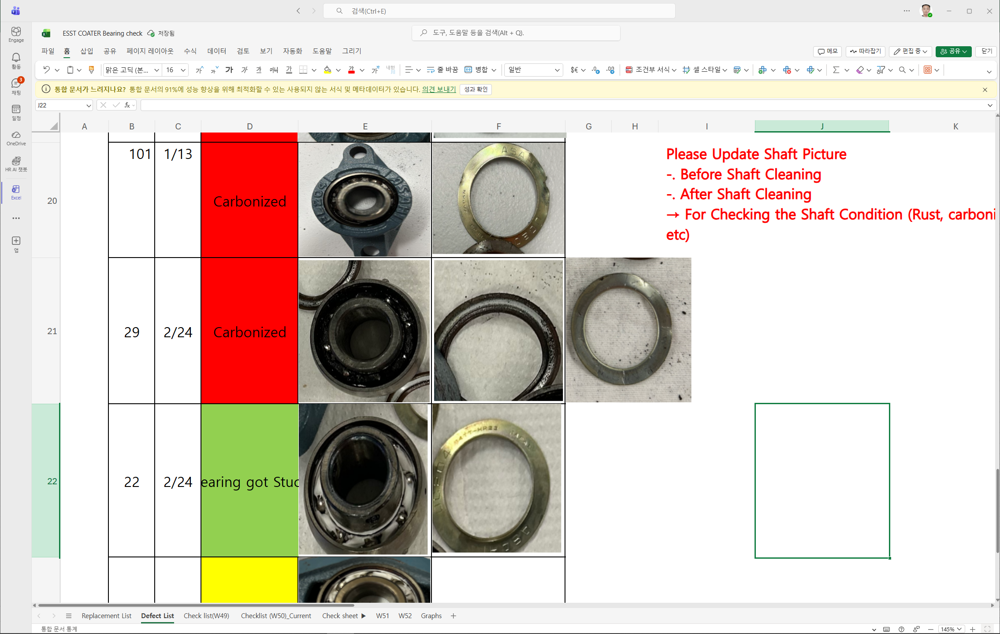 검색(Ctrl+E)
ESST COATER Bearing check 저장됨
도구, 도움말 등을 검색(Alt + Q).
파일 홈 삽입 공유 페이지 레이아웃 수식 데이터 검토 보기 자동화 도움말 그리기
메모 따라잡기 편집 중 공유 닫기
맑은 고딕 (본... 16 가 가 가 가 가 가 줄 바꿈 병합 일반 조건부 서식 셀 스타일
통합 문서가 느려지나요? 통합 문서의 91%에 성능 향상을 위해 최적화할 수 있는 사용되지 않는 서식 및 메타데이터가 있습니다. 의견 보내기 성과 확인
J22
fx
Engage
활동
3
채팅
일정
OneDrive
HR AI 챗봇
Excel
앱
A B C D E F G H I J K
20 101 1/13 Carbonized
Please Update Shaft Picture
-. Before Shaft Cleaning
-. After Shaft Cleaning
→ For Checking the Shaft Condition (Rust, carboni
etc)
21 29 2/24 Carbonized
22 22 2/24 earing got Stuc
ASAH
JAPAN
JAPAN
Replacement List Defect List Check list(W49) Checklist (W50)_Current Check sheet ▶ W51 W52 Graphs
통합 문서 통계
145%